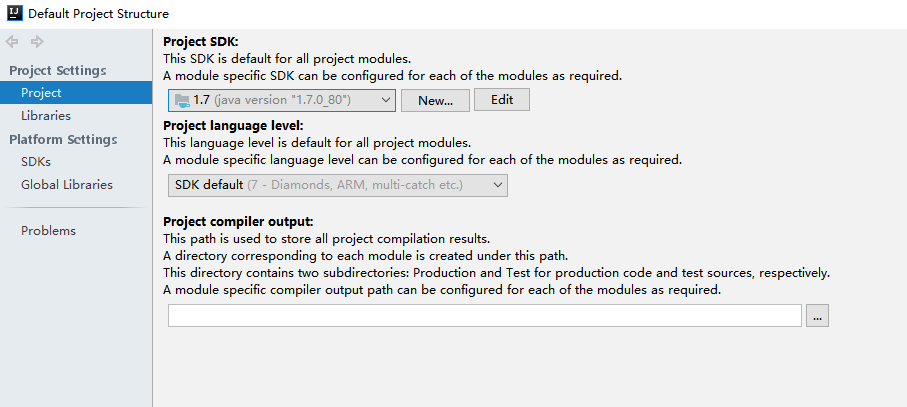 IJ
Default Project Structure
Project Settings
Project
Libraries
Platform Settings
SDKs
Global Libraries
Problems
Project SDK:
This SDK is default for all project modules.
A module specific SDK can be configured for each of the modules as required.
1.7 (java version "1.7.0_80")
New...
Edit
Project language level:
This language level is default for all project modules.
A module specific language level can be configured for each of the modules as required.
SDK default (7 - Diamonds, ARM, multi-catch etc.)
Project compiler output:
This path is used to store all project compilation results.
A directory corresponding to each module is created under this path.
This directory contains two subdirectories: Production and Test for production code and test sources, respectively.
A module specific compiler output path can be configured for each of the modules as required.
...